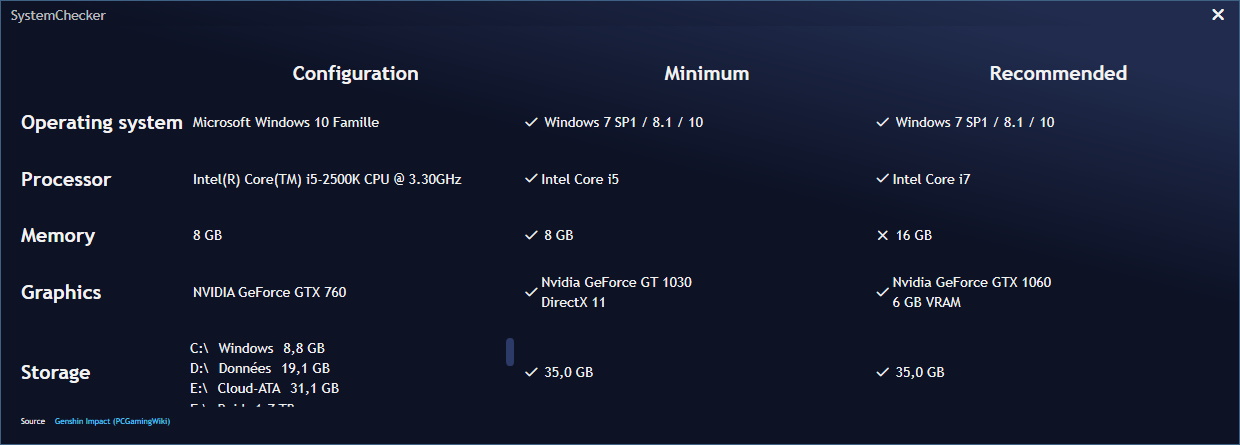 SystemChecker
Configuration Minimum Recommended
Operating system Microsoft Windows 10 Famille Windows 7 SP1 / 8.1 / 10 Windows 7 SP1 / 8.1 / 10
Processor Intel(R) Core(TM) i5-2500K CPU @ 3.30GHz Intel Core i5 Intel Core i7
Memory 8 GB 8 GB 16 GB
Graphics NVIDIA GeForce GTX 760 Nvidia GeForce GT 1030 Nvidia GeForce GTX 1060
DirectX 11 6 GB VRAM
C:\ Windows 8,8 GB
D:\ Données 19,1 GB
Storage 35,0 GB 35,0 GB
E:\ Cloud-ATA 31,1 GB
Source Genshin Impact (PCGamingWiki)